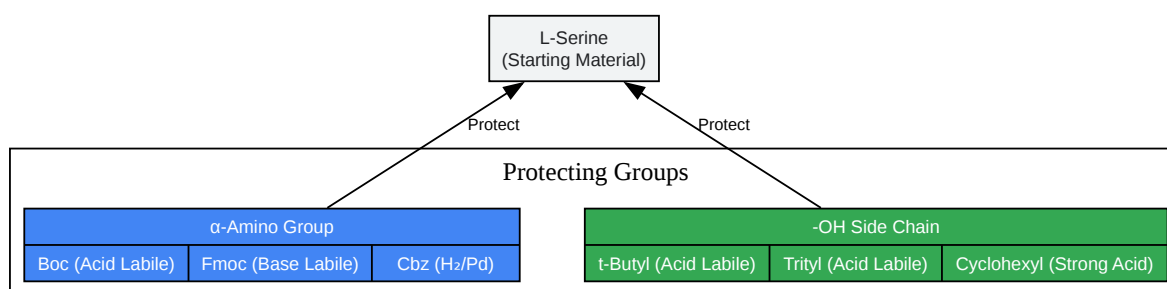 L-Serine
(Starting Material)
Protect
Protect
Protecting Groups
α-Amino Group
Boc (Acid Labile)
Fmoc (Base Labile)
Cbz (H₂/Pd)
-OH Side Chain
t-Butyl (Acid Labile)
Trityl (Acid Labile)
Cyclohexyl (Strong Acid)